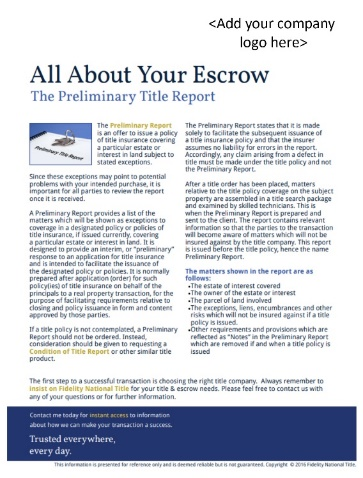 <Add your company
logo here>
All About Your Escrow
The Preliminary Title Report
Preliminary Title Report
The Preliminary Report
is an offer to issue a policy
of title insurance covering
a particular estate or
interest in land subject to
stated exceptions.
Since these exceptions may point to potential
problems with your intended purchase, it is
important for all parties to review the report
once it is received.
A Preliminary Report provides a list of the
matters which will be shown as exceptions to
coverage in a designated policy or policies of
title insurance, if issued currently, covering
a particular estate or interest in land. It is
designed to provide an interim, or “preliminary”
response to an application for title insurance
and is intended to facilitate the issuance of
the designated policy or policies. It is normally
prepared after application (order) for such
policy(ies) of title insurance on behalf of the
principals to a real property transaction, for the
purpose of facilitating requirements relative to
closing and policy issuance in form and content
approved by those parties.
If a title policy is not contemplated, a Preliminary
Report should not be ordered. Instead,
consideration should be given to requesting a
Condition of Title Report or other similar title
product.
The Preliminary Report states that it is made
solely to facilitate the subsequent issuance of
a title insurance policy and that the insurer
assumes no liability for errors in the report.
Accordingly, any claim arising from a defect in
title must be made under the title policy and not
the Preliminary Report.
After a title order has been placed, matters
relative to the title policy coverage on the subject
property are assembled in a title search package
and examined by skilled technicians. This is
when the Preliminary Report is prepared and
sent to the client. The report contains relevant
information so that the parties to the transaction
will become aware of matters which will not be
insured against by the title company. This report
is issued before the title policy, hence the name
Preliminary Report.
The matters shown in the report are as
follows:
•The estate of interest covered
•The owner of the estate or interest
•The parcel of land involved
•The exceptions, liens, encumbrances and other
risks which will not be insured against if a title
policy is issued.
•Other requirements and provisions which are
reflected as “Notes” in the Preliminary Report
which are removed if and when a title policy is
issued
The first step to a successful transaction is choosing the right title company. Always remember to
insist on Fidelity National Title for your title & escrow needs. Please feel free to contact us with
any of your questions or for further information.
Contact me today for instant access to information
about how we can make your transaction a success.
Trusted everywhere,
every day.
This information is presented for reference only and is deemed reliable but is not guaranteed. Copyright © 2016 Fidelity National Title.